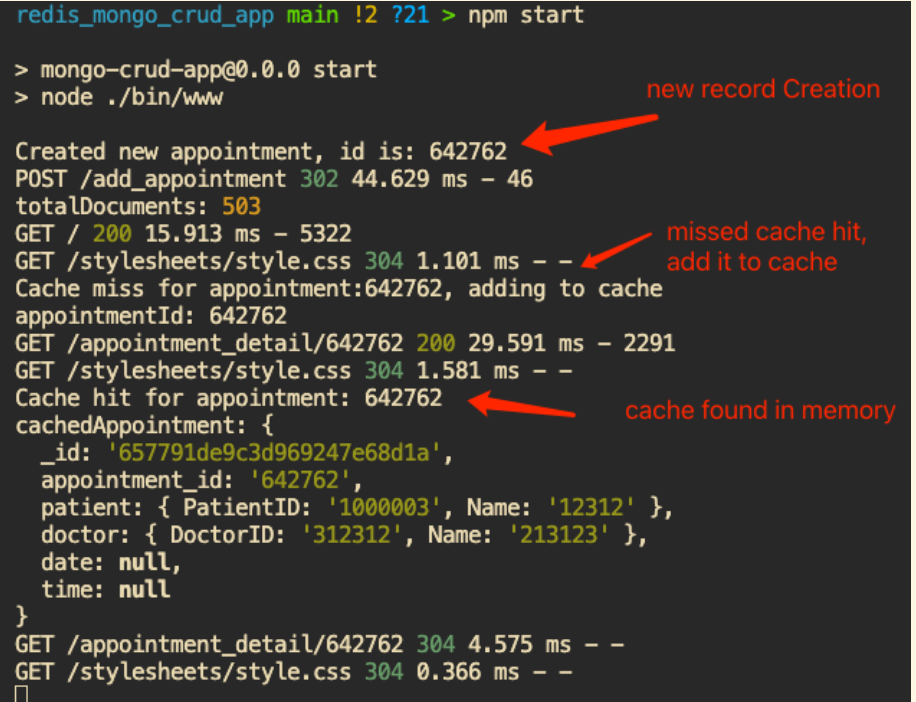 redis_mongo_crud_app main !2 ?21 > npm start
> mongo-crud-app@0.0.0 start
> node ./bin/www
new record Creation
Created new appointment, id is: 642762
POST /add_appointment 302 44.629 ms – 46
totalDocuments: 503
GET / 200 15.913 ms – 5322
missed cache hit,
add it to cache
GET /stylesheets/style.css 304 1.101 ms – –
Cache miss for appointment:642762, adding to cache
appointmentId: 642762
GET /appointment_detail/642762 200 29.591 ms – 2291
GET /stylesheets/style.css 304 1.581 ms – –
Cache hit for appointment: 642762
cache found in memory
cachedAppointment: {
  _id: '657791de9c3d969247e68d1a',
  appointment_id: '642762',
  patient: { PatientID: '1000003', Name: '12312' },
  doctor: { DoctorID: '312312', Name: '213123' },
  date: null,
  time: null
}
GET /appointment_detail/642762 304 4.575 ms – –
GET /stylesheets/style.css 304 0.366 ms – –